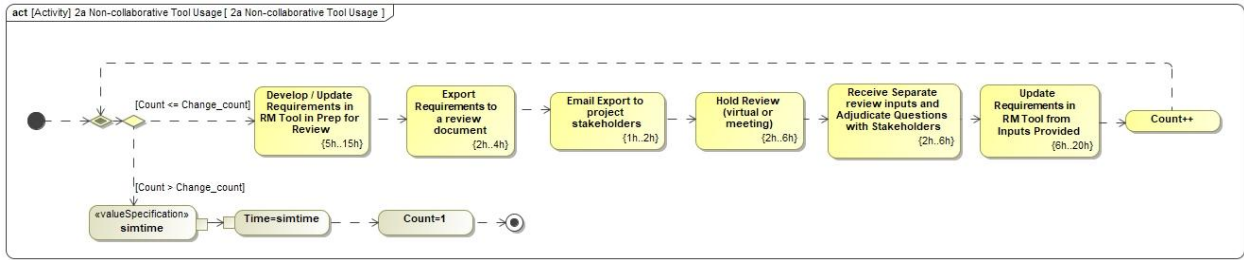 act [Activity] 2a Non-collaborative Tool Usage [ 2a Non-collaborative Tool Usage ]
[Count <= Change_count]
Develop / Update
Requirements in
RM Tool in Prep for
Review
{5h..15h}
Export
Requirements to
a review
document
{2h..4h}
Email Export to
project
stakeholders
{1h..2h}
Hold Review
(virtual or
meeting)
{2h..6h}
Receive Separate
review inputs and
Adjudicate Questions
with Stakeholders
{2h..6h}
Update
Requirements in
RM Tool from
Inputs Provided
{6h..20h}
Count++
[Count > Change_count]
«valueSpecification»
simtime
Time=simtime
Count=1